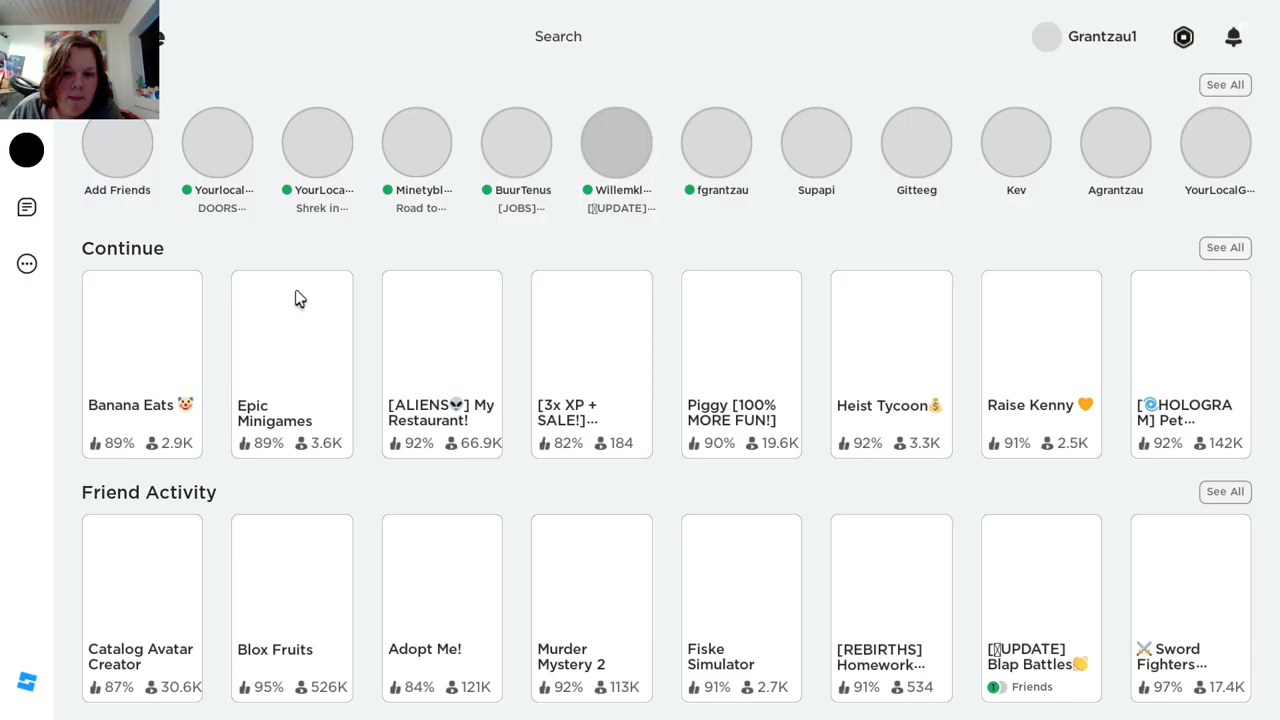 Search
Grantzau1
See All
Add Friends
Yourlocal···
YourLoca···
Minetybl···
BuurTenus
Willemkl···
fgrantzau
Supapi
Gitteeg
Kev
Agrantzau
YourLocalG···
DOORS···
Shrek in···
Road to···
[JOBS]···
UPDATE]···
Continue
See All
Banana Eats 🤡
89% 2.9K
Epic
Minigames
89% 3.6K
[ALIENS👽] My
Restaurant!
92% 66.9K
[3x XP +
SALE!]···
82% 184
Piggy [100%
MORE FUN!]
90% 19.6K
Heist Tycoon💰
92% 3.3K
Raise Kenny 🧡
91% 2.5K
[🌀HOLOGRA
M] Pet···
92% 142K
Friend Activity
See All
Catalog Avatar
Creator
87% 30.6K
Blox Fruits
95% 526K
Adopt Me!
84% 121K
Murder
Mystery 2
92% 113K
Fiske
Simulator
91% 2.7K
[REBIRTHS]
Homework···
91% 534
UPDATE]
Blap Battles👏
1 Friends
⚔️ Sword
Fighters···
97% 17.4K